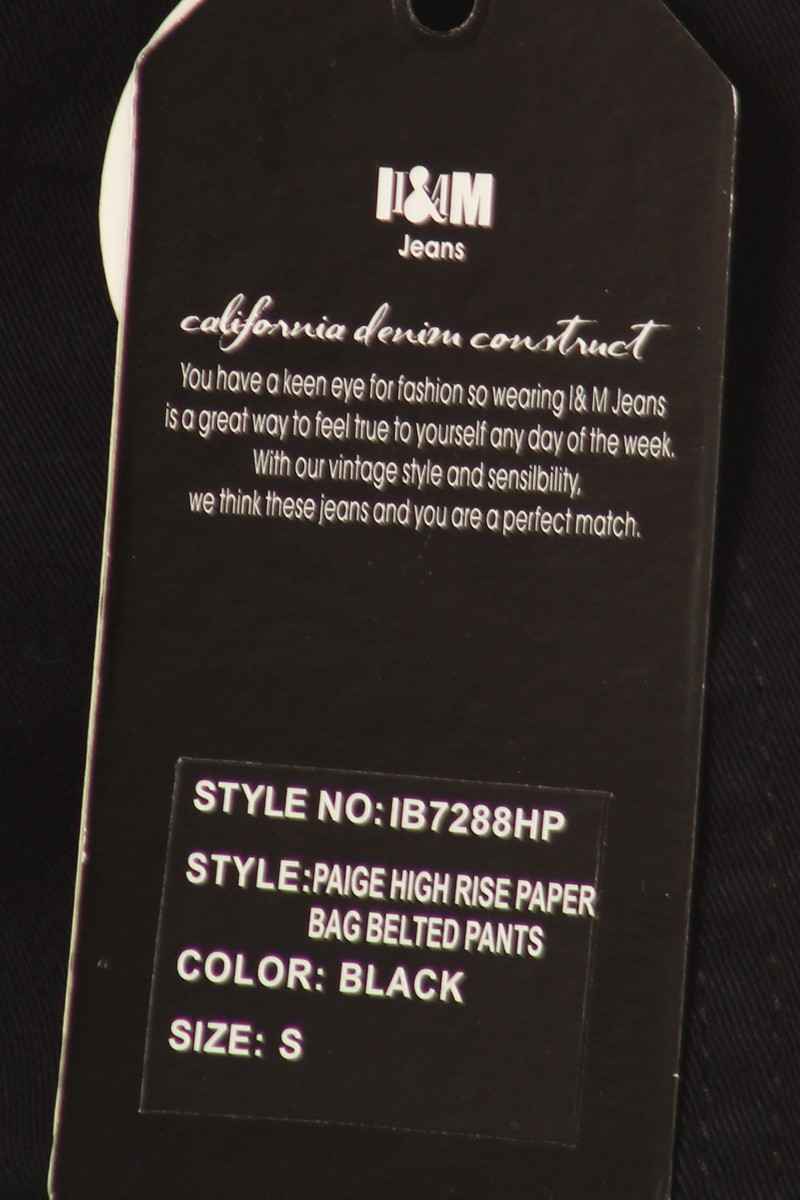 I&M
Jeans
california denim construct
You have a keen eye for fashion so wearing I& M Jeans
is a great way to feel true to yourself any day of the week.
With our vintage style and sensilbility,
we think these jeans and you are a perfect match.
STYLE NO: IB7288HP
STYLE:PAIGE HIGH RISE PAPER
BAG BELTED PANTS
COLOR: BLACK
SIZE: S